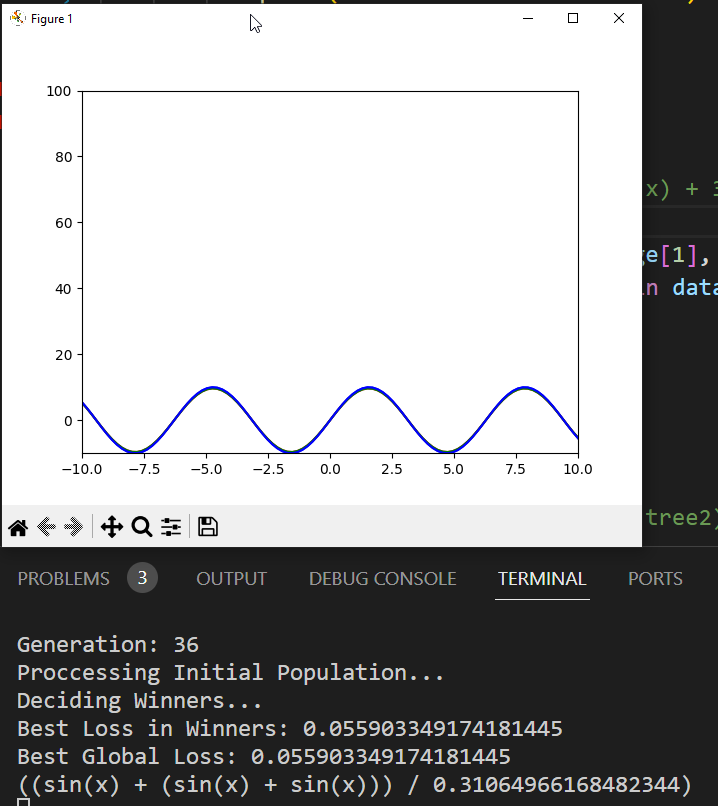 Figure 1
100
80
60
40
20
0
−10.0 −7.5 −5.0 −2.5 0.0 2.5 5.0 7.5 10.0
x) + 3
e[1],
n data
tree2)
PROBLEMS 3 OUTPUT DEBUG CONSOLE TERMINAL PORTS
Generation: 36
Proccessing Initial Population...
Deciding Winners...
Best Loss in Winners: 0.055903349174181445
Best Global Loss: 0.055903349174181445
((sin(x) + (sin(x) + sin(x))) / 0.31064966168482344)